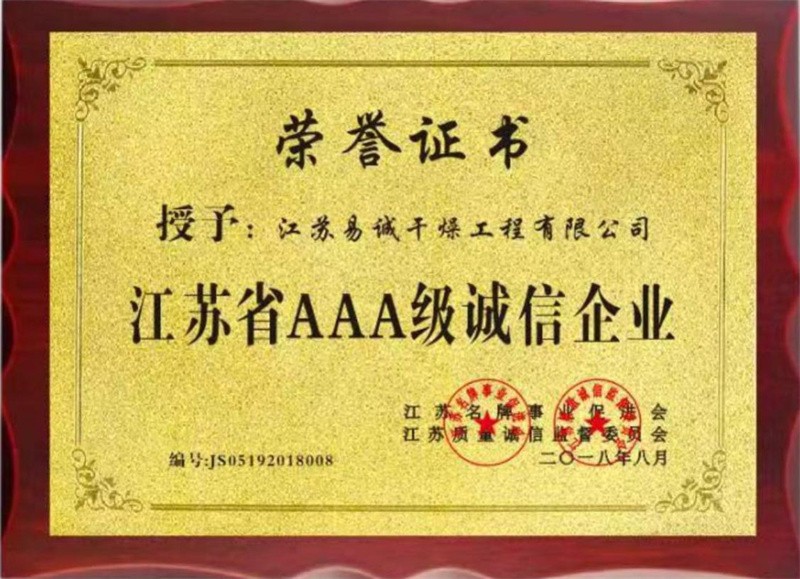 荣誉证书
授予：江苏易诚干燥工程有限公司
江苏省AAA级诚信企业
江苏名牌事业促进会
江苏质量诚信监督委员会
编号:JS05192018008
二〇一八年八月